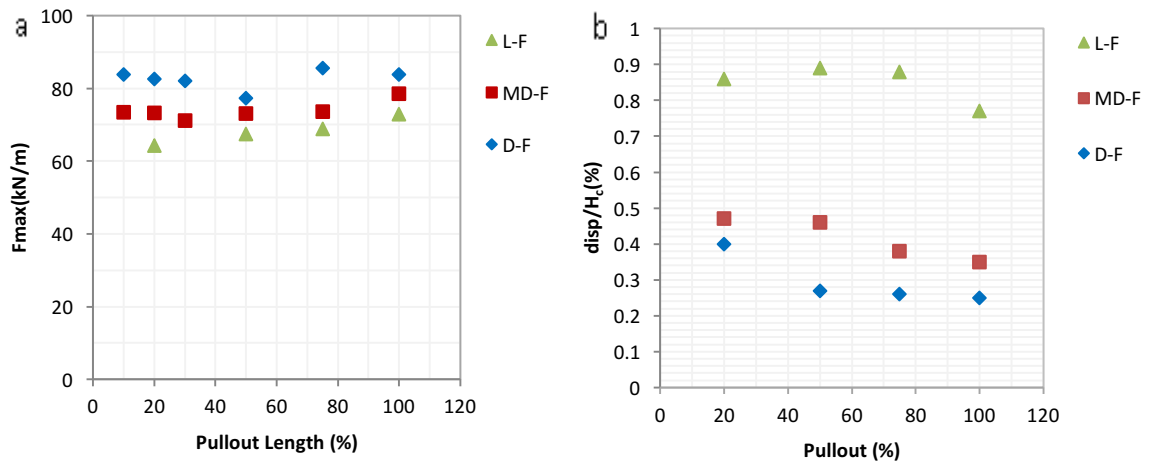 a
100
80
60
40
20
0
0 20 40 60 80 100 120
Fmax(kN/m)
Pullout Length (%)
L-F
MD-F
D-F
b
1
0.9
0.8
0.7
0.6
0.5
0.4
0.3
0.2
0.1
0
0 20 40 60 80 100 120
disp/Hc(%)
Pullout (%)
L-F
MD-F
D-F